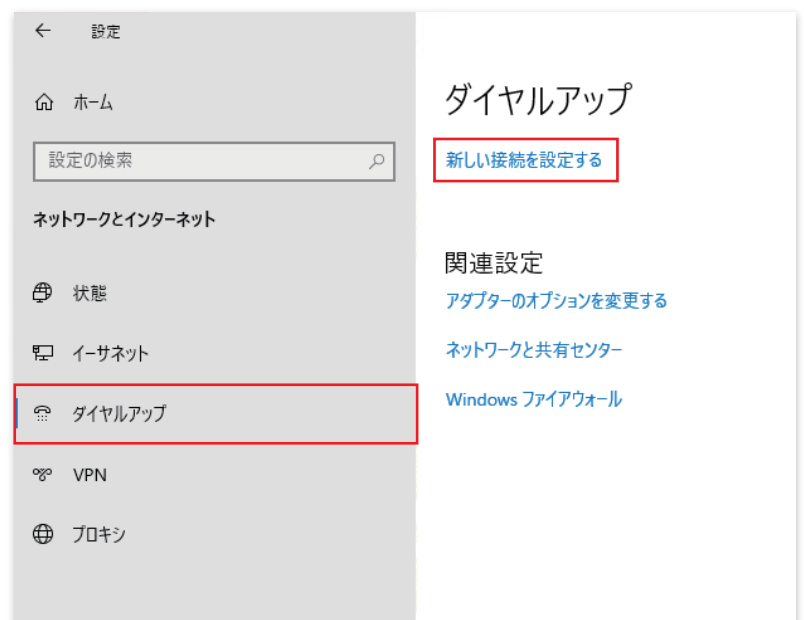 設定
ホーム
設定の検索
ネットワークとインターネット
状態
イーサネット
ダイヤルアップ
VPN
プロキシ
ダイヤルアップ
新しい接続を設定する
関連設定
アダプターのオプションを変更する
ネットワークと共有センター
Windows ファイアウォール